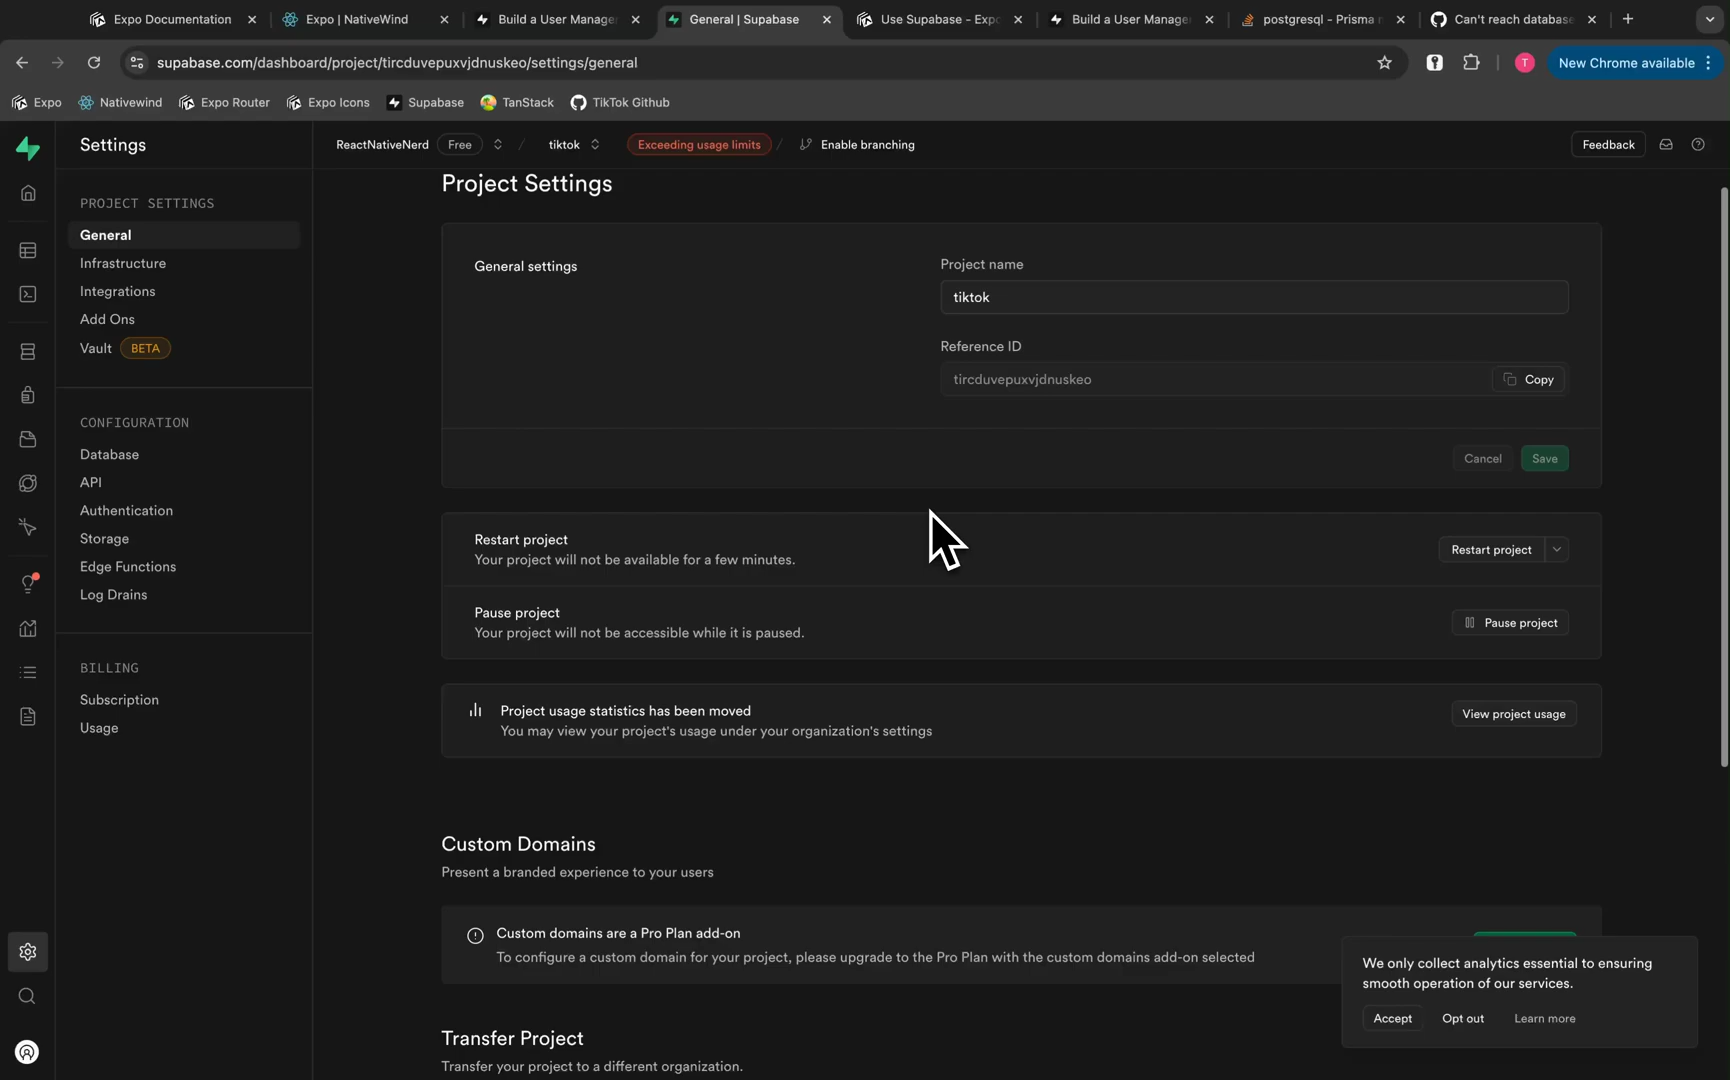 Expo Documentation
Expo | NativeWind
Build a User Manage
General | Supabase
Use Supabase - Expo
Build a User Manage
postgresql - Prisma
Can't reach database
supabase.com/dashboard/project/tircduvepuxvjdnuskeo/settings/general
T
New Chrome available
Expo
Nativewind
Expo Router
Expo Icons
Supabase
TanStack
TikTok Github
Settings
ReactNativeNerd
Free
/
tiktok
Exceeding usage limits
/
Enable branching
Feedback
PROJECT SETTINGS
General
Infrastructure
Integrations
Add Ons
Vault BETA
CONFIGURATION
Database
API
Authentication
Storage
Edge Functions
Log Drains
BILLING
Subscription
Usage
Project Settings
General settings
Project name
tiktok
Reference ID
tircduvepuxvjdnuskeo
Copy
Cancel
Save
Restart project
Your project will not be available for a few minutes.
Restart project
Pause project
Your project will not be accessible while it is paused.
Pause project
Project usage statistics has been moved
You may view your project's usage under your organization's settings
View project usage
Custom Domains
Present a branded experience to your users
Custom domains are a Pro Plan add-on
To configure a custom domain for your project, please upgrade to the Pro Plan with the custom domains add-on selected
Transfer Project
Transfer your project to a different organization.
We only collect analytics essential to ensuring
smooth operation of our services.
Accept
Opt out
Learn more